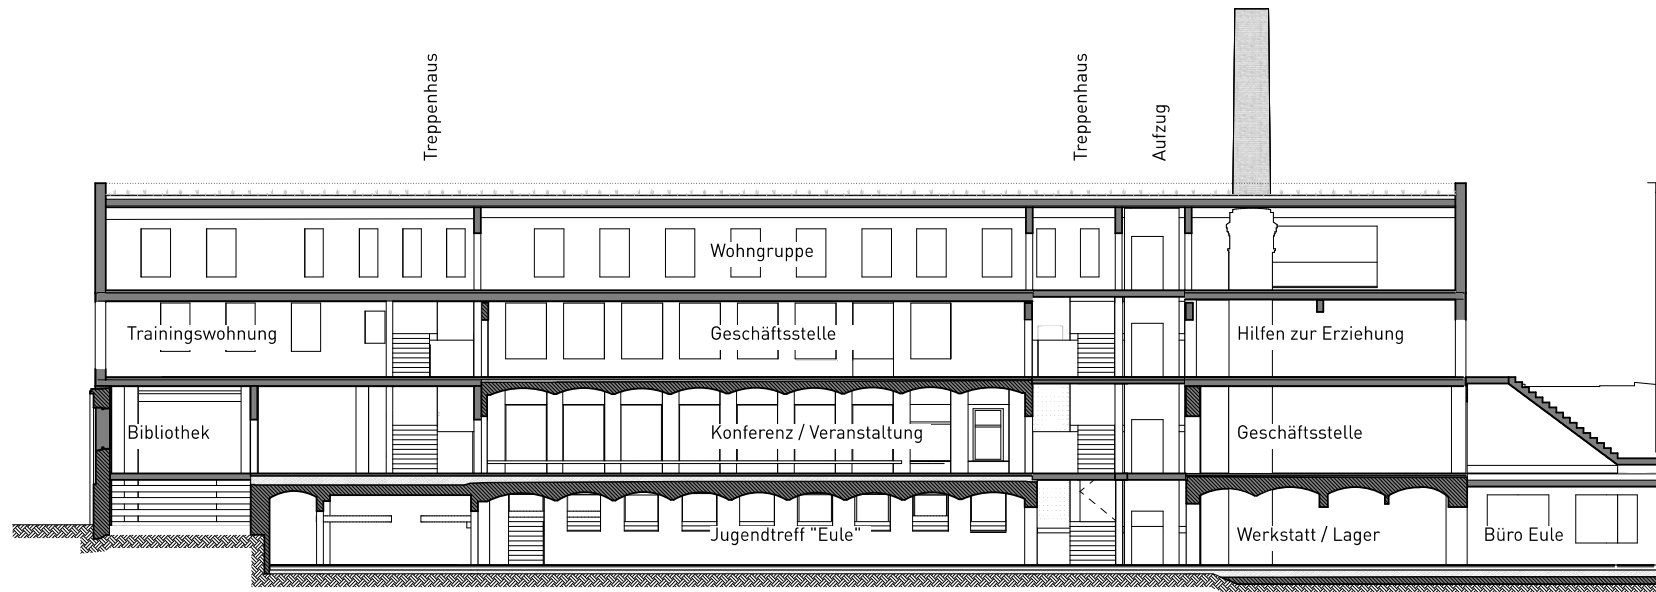 Treppenhaus
Treppenhaus
Aufzug
Wohngruppe
Trainingswohnung
Geschäftsstelle
Hilfen zur Erziehung
Bibliothek
Konferenz / Veranstaltung
Geschäftsstelle
Jugendtreff "Eule"
Werkstatt / Lager
Büro Eule